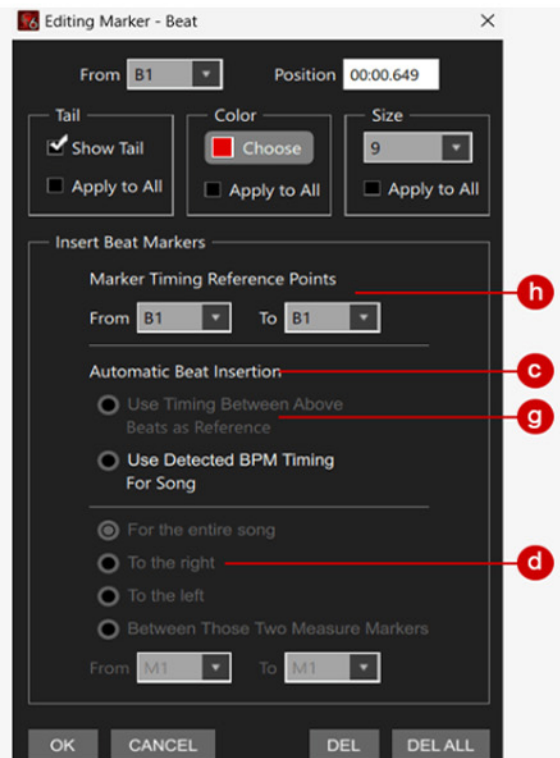 Editing Marker - Beat
From B1 Position 00:00.649
Tail Color Size
Show Tail Choose 9
Apply to All Apply to All Apply to All
Insert Beat Markers
Marker Timing Reference Points
h
From B1 To B1
Automatic Beat Insertion c
Use Timing Between Above g
Beats as Reference
Use Detected BPM Timing
For Song
For the entire song
To the right d
To the left
Between Those Two Measure Markers
From M1 To M1
OK CANCEL DEL DEL ALL